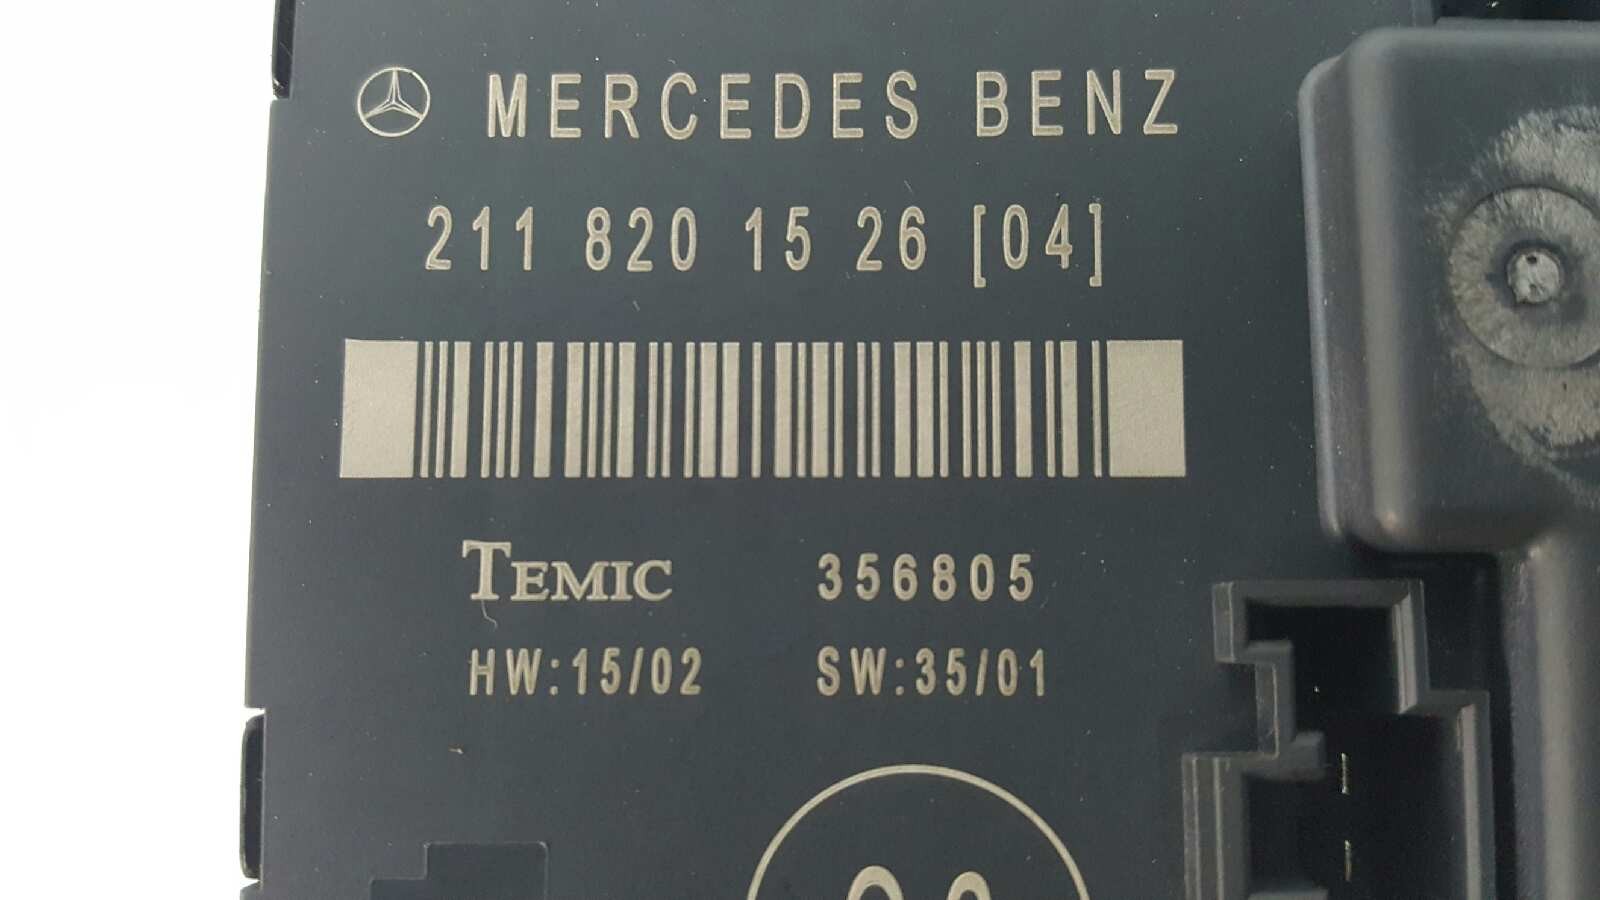 MERCEDES BENZ
211 820 15 26 [04]
TEMIC 356805
HW:15/02 SW:35/01